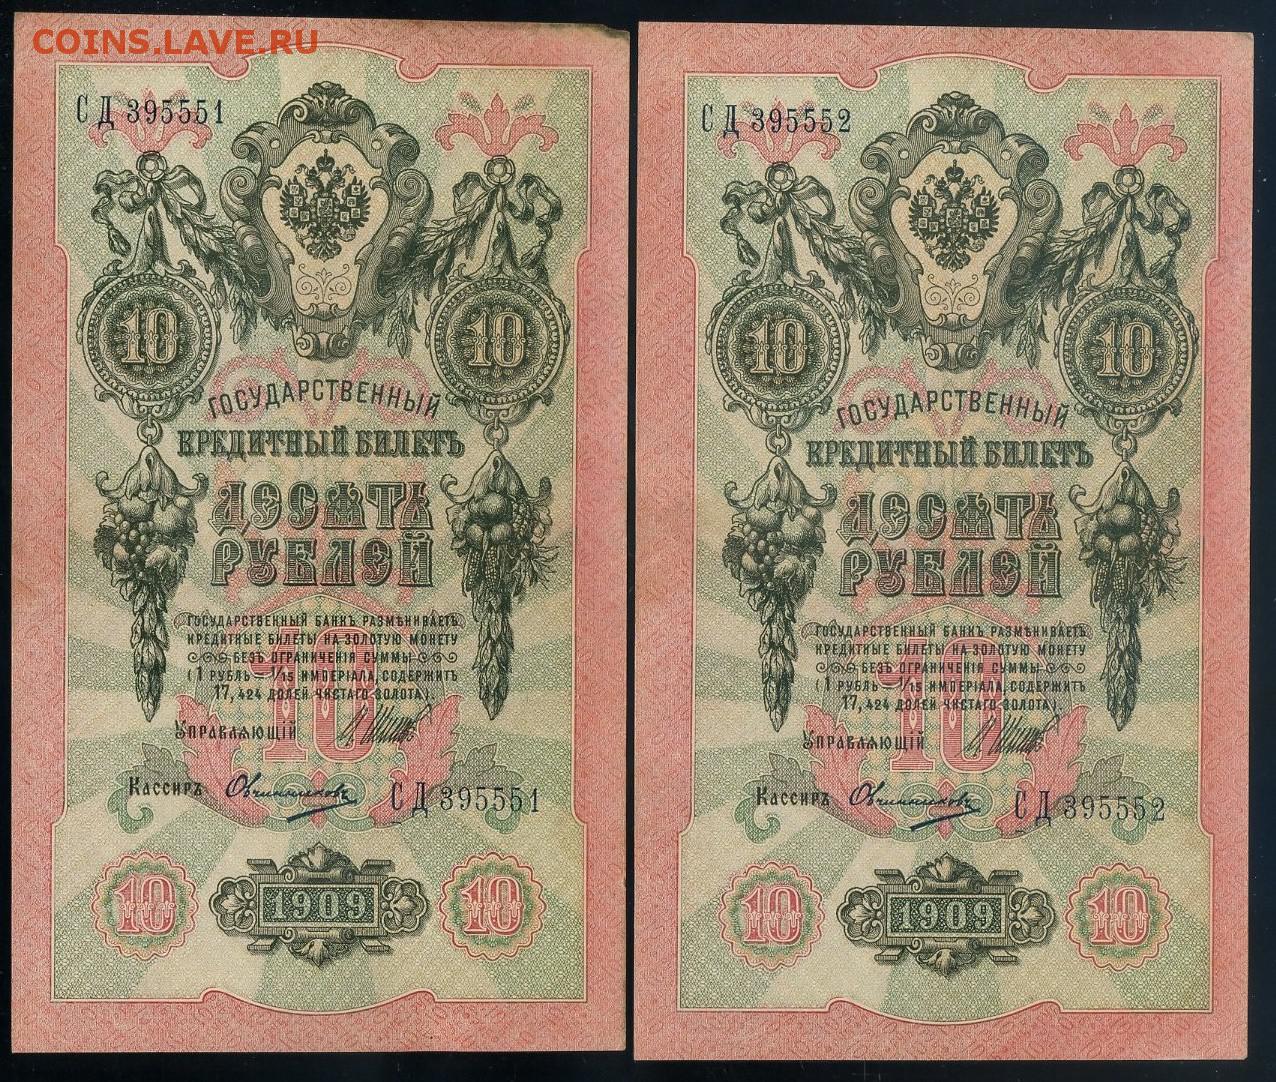 COINS.LAVE.RU
СД 395551
10 10
ГОСУДАРСТВЕННЫЙ
КРЕДИТНЫЙ БИЛЕТЪ
ДЕСЯТЬ
РУБЛЕЙ
ГОСУДАРСТВЕННЫЙ БАНКЪ РАЗМѢНИВАЕТЪ
КРЕДИТНЫЕ БИЛЕТЫ НА ЗОЛОТУЮ МОНЕТУ
БЕЗЪ ОГРАНИЧЕНІЯ СУММЫ
(1 РУБЛЬ = 1/15 ИМПЕРІАЛА, СОДЕРЖИТЪ
17,424 ДОЛЕЙ ЧИСТАГО ЗОЛОТА).
10
УПРАВЛЯЮЩІЙ
КАССИРЪ Овчинниковъ СД 395551
10 1909 10
СД 395552
10 10
ГОСУДАРСТВЕННЫЙ
КРЕДИТНЫЙ БИЛЕТЪ
ДЕСЯТЬ
РУБЛЕЙ
ГОСУДАРСТВЕННЫЙ БАНКЪ РАЗМѢНИВАЕТЪ
КРЕДИТНЫЕ БИЛЕТЫ НА ЗОЛОТУЮ МОНЕТУ
БЕЗЪ ОГРАНИЧЕНІЯ СУММЫ
(1 РУБЛЬ = 1/15 ИМПЕРІАЛА, СОДЕРЖИТЪ
17,424 ДОЛЕЙ ЧИСТАГО ЗОЛОТА).
10
УПРАВЛЯЮЩІЙ
КАССИРЪ Овчинниковъ СД 395552
10 1909 10